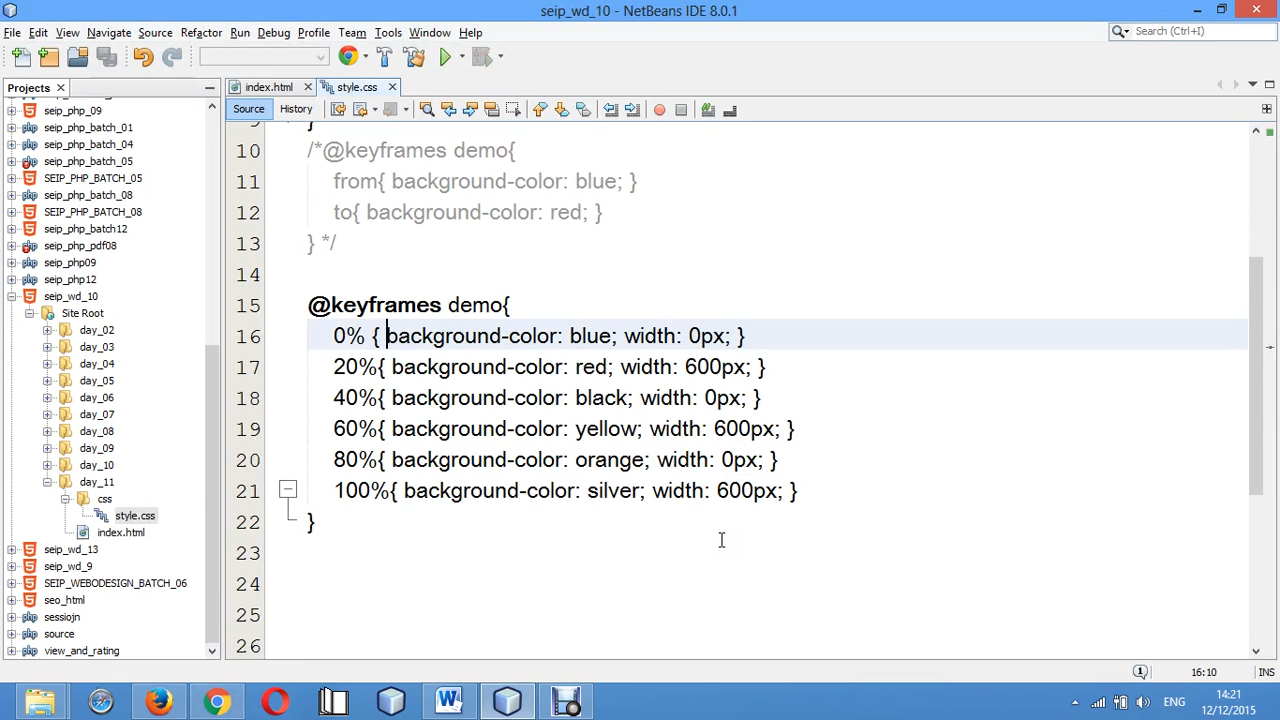 seip_wd_10 - NetBeans IDE 8.0.1
File Edit View Navigate Source Refactor Run Debug Profile Team Tools Window Help
Search (Ctrl+I)
Projects
index.html
style.css
Source History
seip_php_09
seip_php_batch_01
seip_php_batch_04
seip_php_batch_05
SEIP_PHP_BATCH_05
seip_php_batch_08
SEIP_PHP_BATCH_08
seip_php_batch12
seip_php_pdf08
seip_php09
seip_php12
seip_wd_10
Site Root
day_02
day_03
day_04
day_05
day_06
day_07
day_08
day_09
day_10
day_11
css
style.css
index.html
seip_wd_13
seip_wd_9
SEIP_WEBODESIGN_BATCH_06
seo_html
sessiojn
source
view_and_rating
}
10 /*@keyframes demo{
11 from{ background-color: blue; }
12 to{ background-color: red; }
13 } */
14
15 @keyframes demo{
16 0% { background-color: blue; width: 0px; }
17 20%{ background-color: red; width: 600px; }
18 40%{ background-color: black; width: 0px; }
19 60%{ background-color: yellow; width: 600px; }
20 80%{ background-color: orange; width: 0px; }
21 100%{ background-color: silver; width: 600px; }
22 }
23
24
25
26
16:10 INS
ENG
14:21
12/12/2015